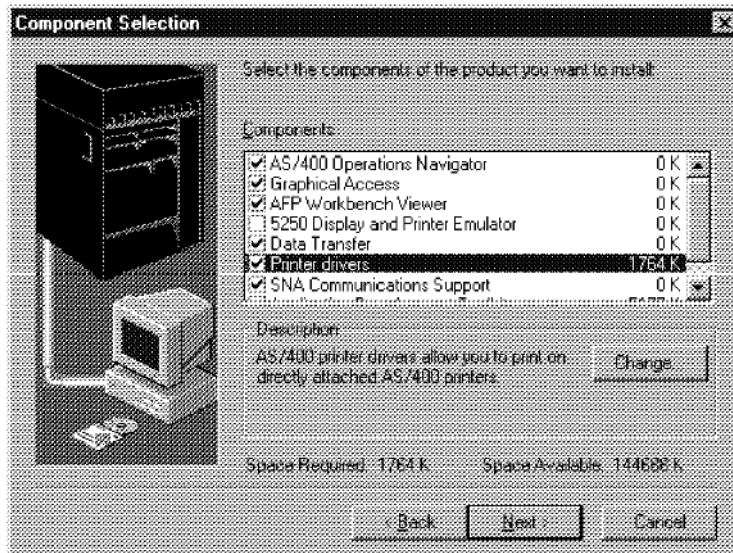 Component Selection
Select the components of the product you want to install:
Components
AS/400 Operations Navigator 0 K
Graphical Access 0 K
AFP Workbench Viewer 0 K
5250 Display and Printer Emulator 0 K
Data Transfer 0 K
Printer drivers 1764 K
SNA Communications Support 0 K
Description
AS/400 printer drivers allow you to print on
directly attached AS/400 printers.
Change...
Space Required: 1764 K Space Available: 144688 K
< Back Next > Cancel